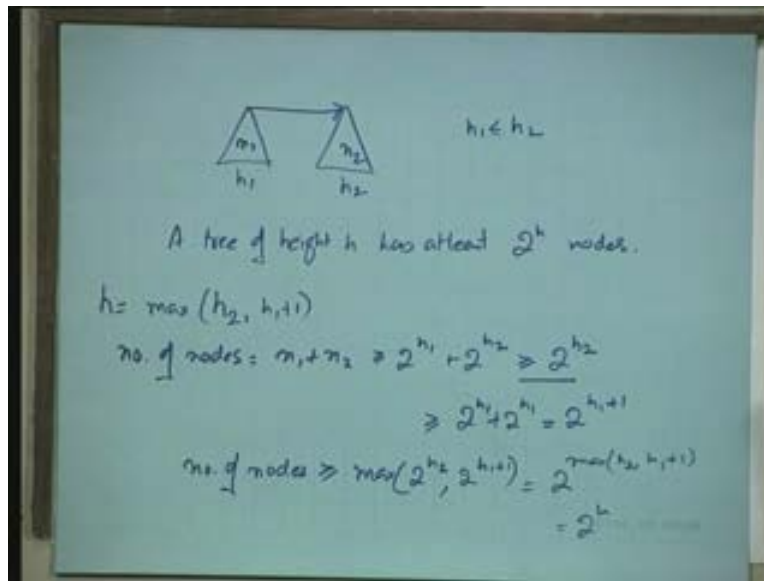 n₁ n₂ h₁ ≤ h₂
h₁ h₂
A tree of height h has atleast 2^h nodes.
h = max (h₂, h₁+1)
no. of nodes = n₁ + n₂ ≥ 2^h₁ + 2^h₂ ≥ 2^h₂
≥ 2^h₁ + 2^h₁ = 2^h₁+1
no. of nodes ≥ max(2^h₂, 2^h₁+1) = 2^max(h₂, h₁+1)
= 2^h